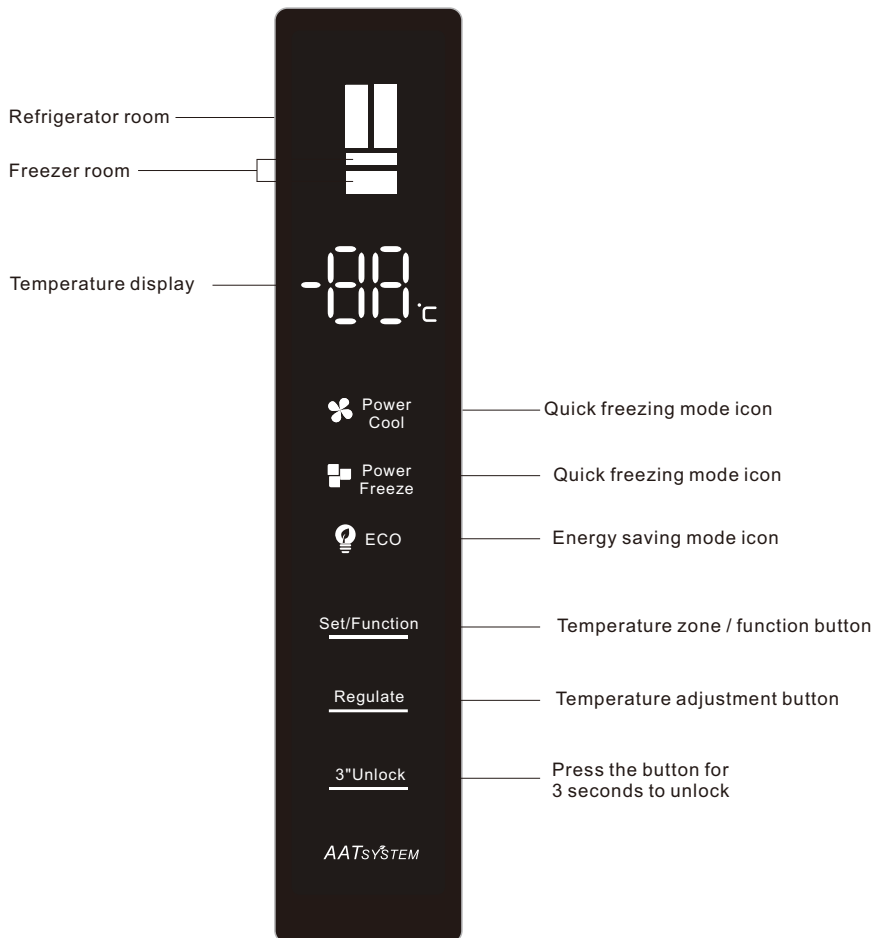 Refrigerator room
Freezer room
Temperature display
-88°C
Power
Cool
Quick freezing mode icon
Power
Freeze
Quick freezing mode icon
ECO
Energy saving mode icon
Set/Function
Temperature zone / function button
Regulate
Temperature adjustment button
3"Unlock
Press the button for
3 seconds to unlock
AATSYSTEM